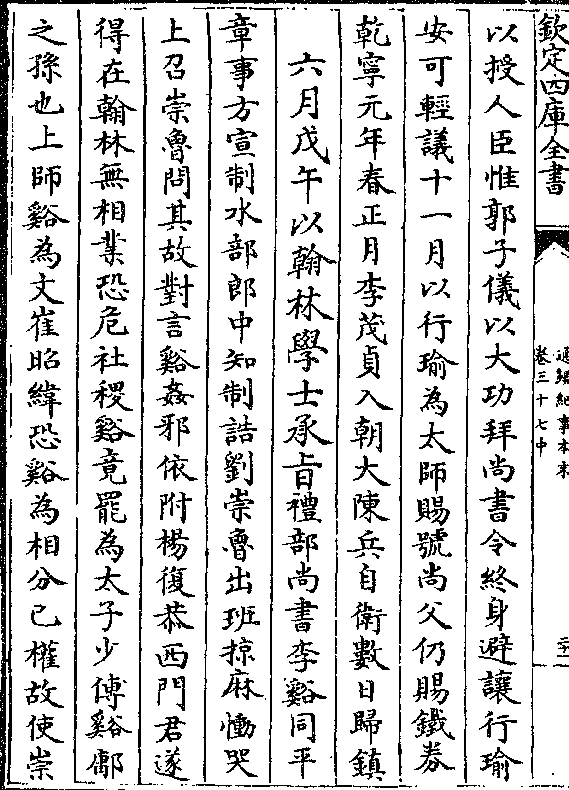 欽定四庫全書
通鑑紀事本末
卷三十七中
二十
以授人臣惟郭子儀以大功拜尚書令終身避讓行瑜
安可輕議十一月以行瑜為太師賜號尚父仍賜鐵券
乾寧元年春正月李茂貞入朝大陳兵自衛數日歸鎮
六月戊午以翰林學士承旨禮部尚書李谿同平
章事方宣制水部郎中知制誥劉崇魯出班掠麻慟哭
上召崇魯問其故對言谿姦邪依附楊復恭西門君遂
得在翰林無相業恐危社稷谿竟罷為太子少傅谿鄘
之孫也上師谿為文崔昭緯恐谿為相分己權故使崇